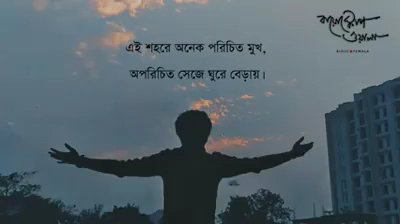 এই শহরে অনেক পরিচিত মুখ,
অপরিচিত সেজে ঘুরে বেড়ায়।